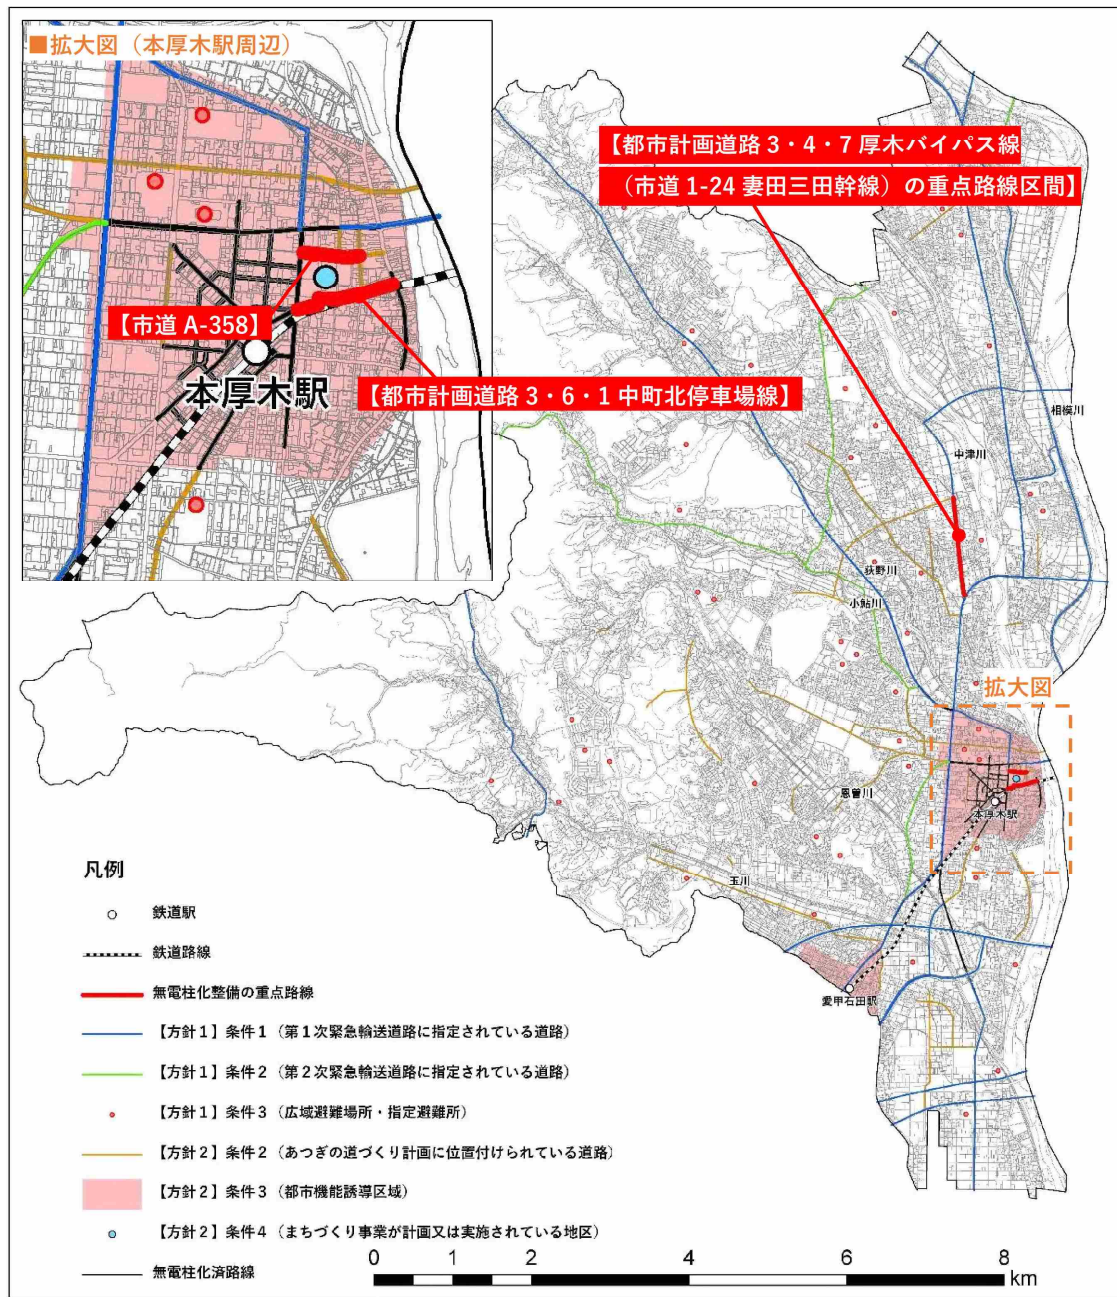 ■拡大図（本厚木駅周辺）
【都市計画道路３・４・７厚木バイパス線
（市道 1-24 妻田三田幹線）の重点路線区間】
【市道 A-358】
本厚木駅
【都市計画道路３・６・１中町北停車場線】
相模川
中津川
荻野川
小鮎川
拡大図
恩曽川
本厚木駅
玉川
愛甲石田駅
凡例
鉄道駅
鉄道路線
無電柱化整備の重点路線
【方針１】条件１（第１次緊急輸送道路に指定されている道路）
【方針１】条件２（第２次緊急輸送道路に指定されている道路）
【方針１】条件３（広域避難場所・指定避難所）
【方針２】条件２（あつぎの道づくり計画に位置付けられている道路）
【方針２】条件３（都市機能誘導区域）
【方針２】条件４（まちづくり事業が計画又は実施されている地区）
無電柱化済路線
0 1 2 4 6 8
km